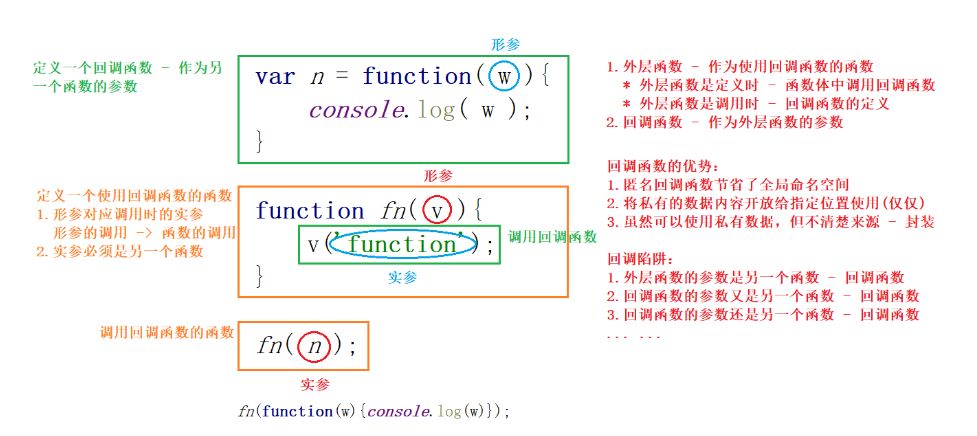 形参
定义一个回调函数 - 作为另
一个函数的参数
var n = function( w ){
console.log( w );
}
形参
定义一个使用回调函数的函数
1. 形参对应调用时的实参
形参的调用 -> 函数的调用
2. 实参必须是另一个函数
function fn( v ){
v('function');
调用回调函数
}
实参
调用回调函数的函数
fn( n );
实参
fn(function(w){console.log(w)});
1. 外层函数 - 作为使用回调函数的函数
* 外层函数是定义时 - 函数体中调用回调函数
* 外层函数是调用时 - 回调函数的定义
2. 回调函数 - 作为外层函数的参数
回调函数的优势:
1. 匿名回调函数节省了全局命名空间
2. 将私有的数据内容开放给指定位置使用(仅仅)
3. 虽然可以使用私有数据, 但不清楚来源 - 封装
回调陷阱:
1. 外层函数的参数是另一个函数 - 回调函数
2. 回调函数的参数又是另一个函数 - 回调函数
3. 回调函数的参数还是另一个函数 - 回调函数
... ...